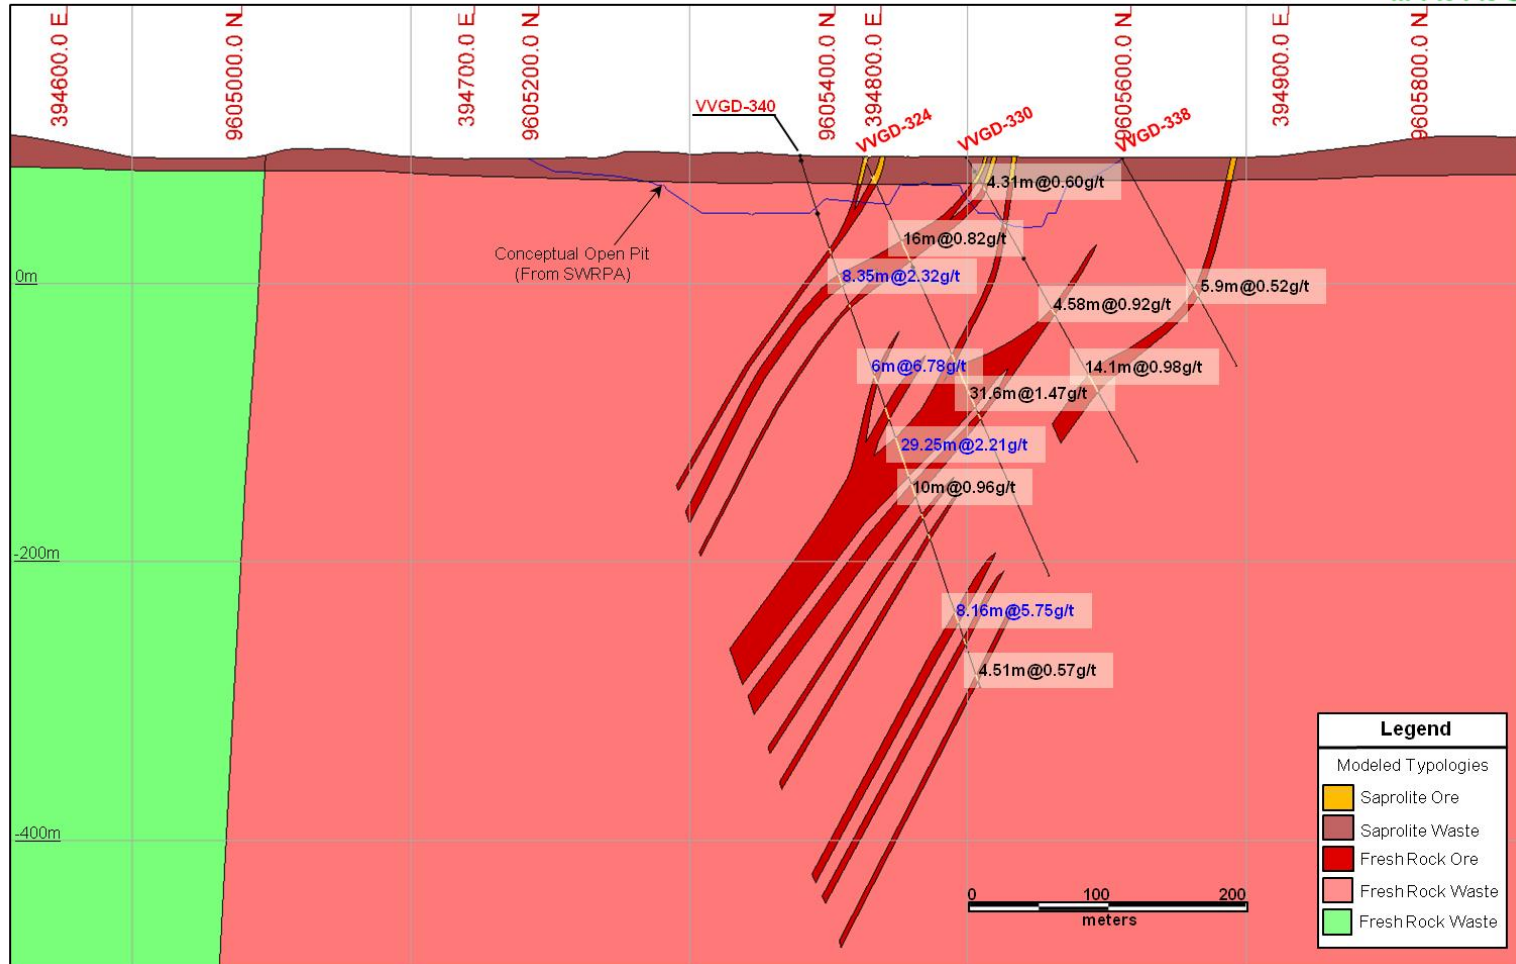 394600.0 E
9605000.0 N
394700.0 E
9605200.0 N
9605400.0 N
394800.0 E
9605600.0 N
394900.0 E
9605800.0 N
VVGD-340
VVGD-324
VVGD-330
VVGD-338
4.31m@0.60g/t
16m@0.82g/t
Conceptual Open Pit
(From SWRPA)
8.35m@2.32g/t
0m
5.9m@0.52g/t
4.58m@0.92g/t
6m@6.78g/t
14.1m@0.98g/t
31.6m@1.47g/t
29.25m@2.21g/t
10m@0.96g/t
-200m
8.16m@5.75g/t
4.51m@0.57g/t
-400m
0 100 200
meters
Legend
Modeled Typologies
Saprolite Ore
Saprolite Waste
Fresh Rock Ore
Fresh Rock Waste
Fresh Rock Waste